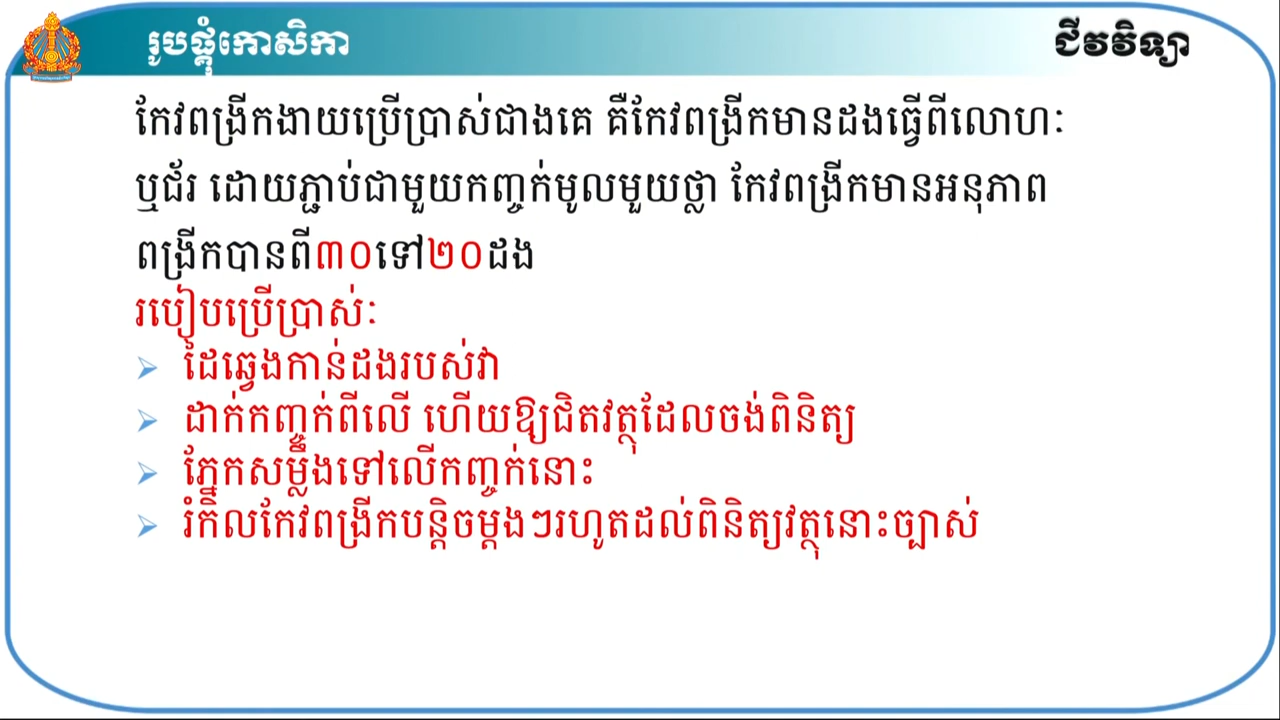 រូបផ្គុំកោសិកា
ជីវវិទ្យា
កែវពង្រីកងាយប្រើប្រាស់ជាងគេ គឺកែវពង្រីកមានដងធ្វើពីលោហៈ
ឬជ័រ ដោយភ្ជាប់ជាមួយកញ្ចក់មូលមួយថ្លា កែវពង្រីកមានអនុភាព
ពង្រីកបានពី៣០ទៅ២០ដង
របៀបប្រើប្រាស់ៈ
ដៃឆ្វេងកាន់ដងរបស់វា
ដាក់កញ្ចក់ពីលើ ហើយឱ្យជិតវត្ថុដែលចង់ពិនិត្យ
ភ្នែកសម្លឹងទៅលើកញ្ចក់នោះ
រំកិលកែវពង្រីកបន្តិចម្តងៗរហូតដល់ពិនិត្យវត្ថុនោះច្បាស់